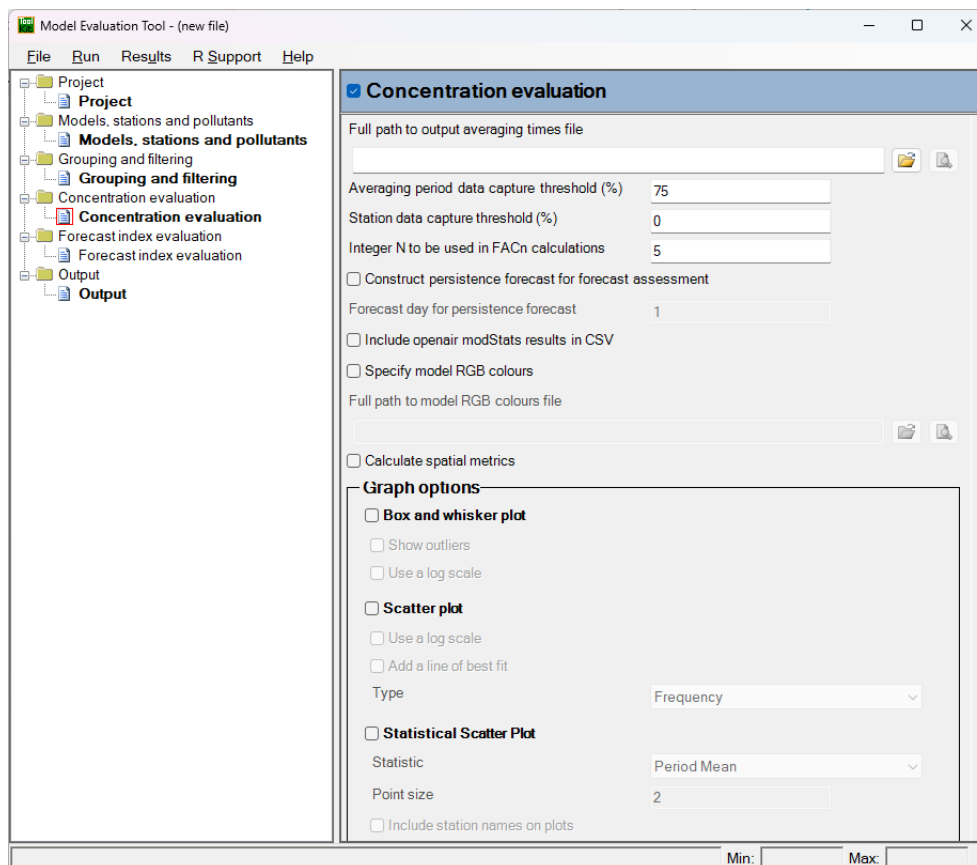 Model Evaluation Tool - (new file)
File Run Results R Support Help
Project
Project
Models, stations and pollutants
Models, stations and pollutants
Grouping and filtering
Grouping and filtering
Concentration evaluation
Concentration evaluation
Forecast index evaluation
Forecast index evaluation
Output
Output
Concentration evaluation
Full path to output averaging times file
Averaging period data capture threshold (%) 75
Station data capture threshold (%) 0
Integer N to be used in FACn calculations 5
Construct persistence forecast for forecast assessment
Forecast day for persistence forecast 1
Include openair modStats results in CSV
Specify model RGB colours
Full path to model RGB colours file
Calculate spatial metrics
Graph options
Box and whisker plot
Show outliers
Use a log scale
Scatter plot
Use a log scale
Add a line of best fit
Type Frequency
Statistical Scatter Plot
Statistic Period Mean
Point size 2
Include station names on plots
Min: Max: